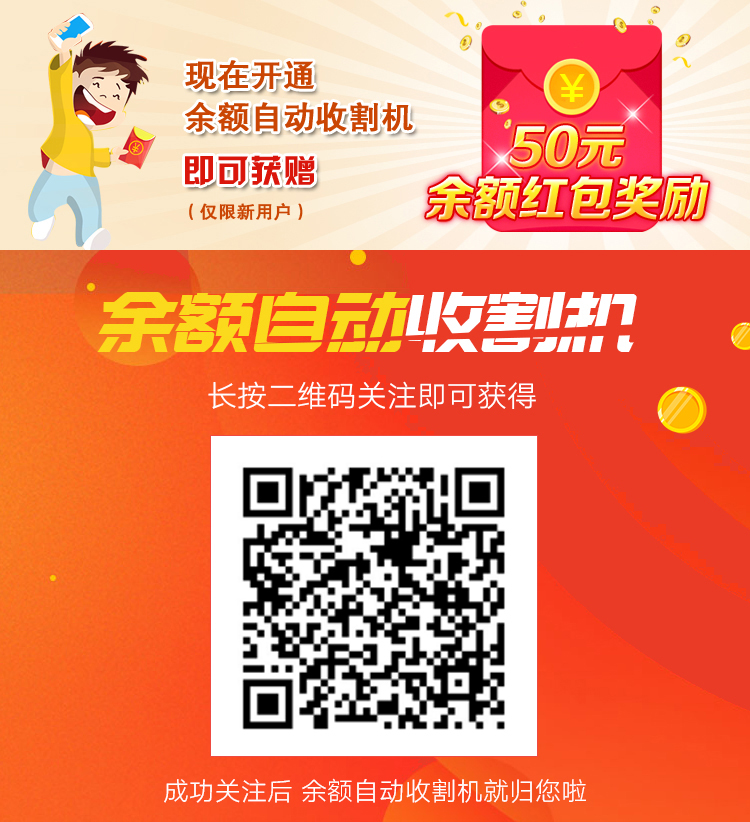 现在开通
余额自动收割机
即可获赠
（仅限新用户）
¥
¥
50元
余额红包奖励
余额自动收割机
长按二维码关注即可获得
成功关注后 余额自动收割机就归您啦